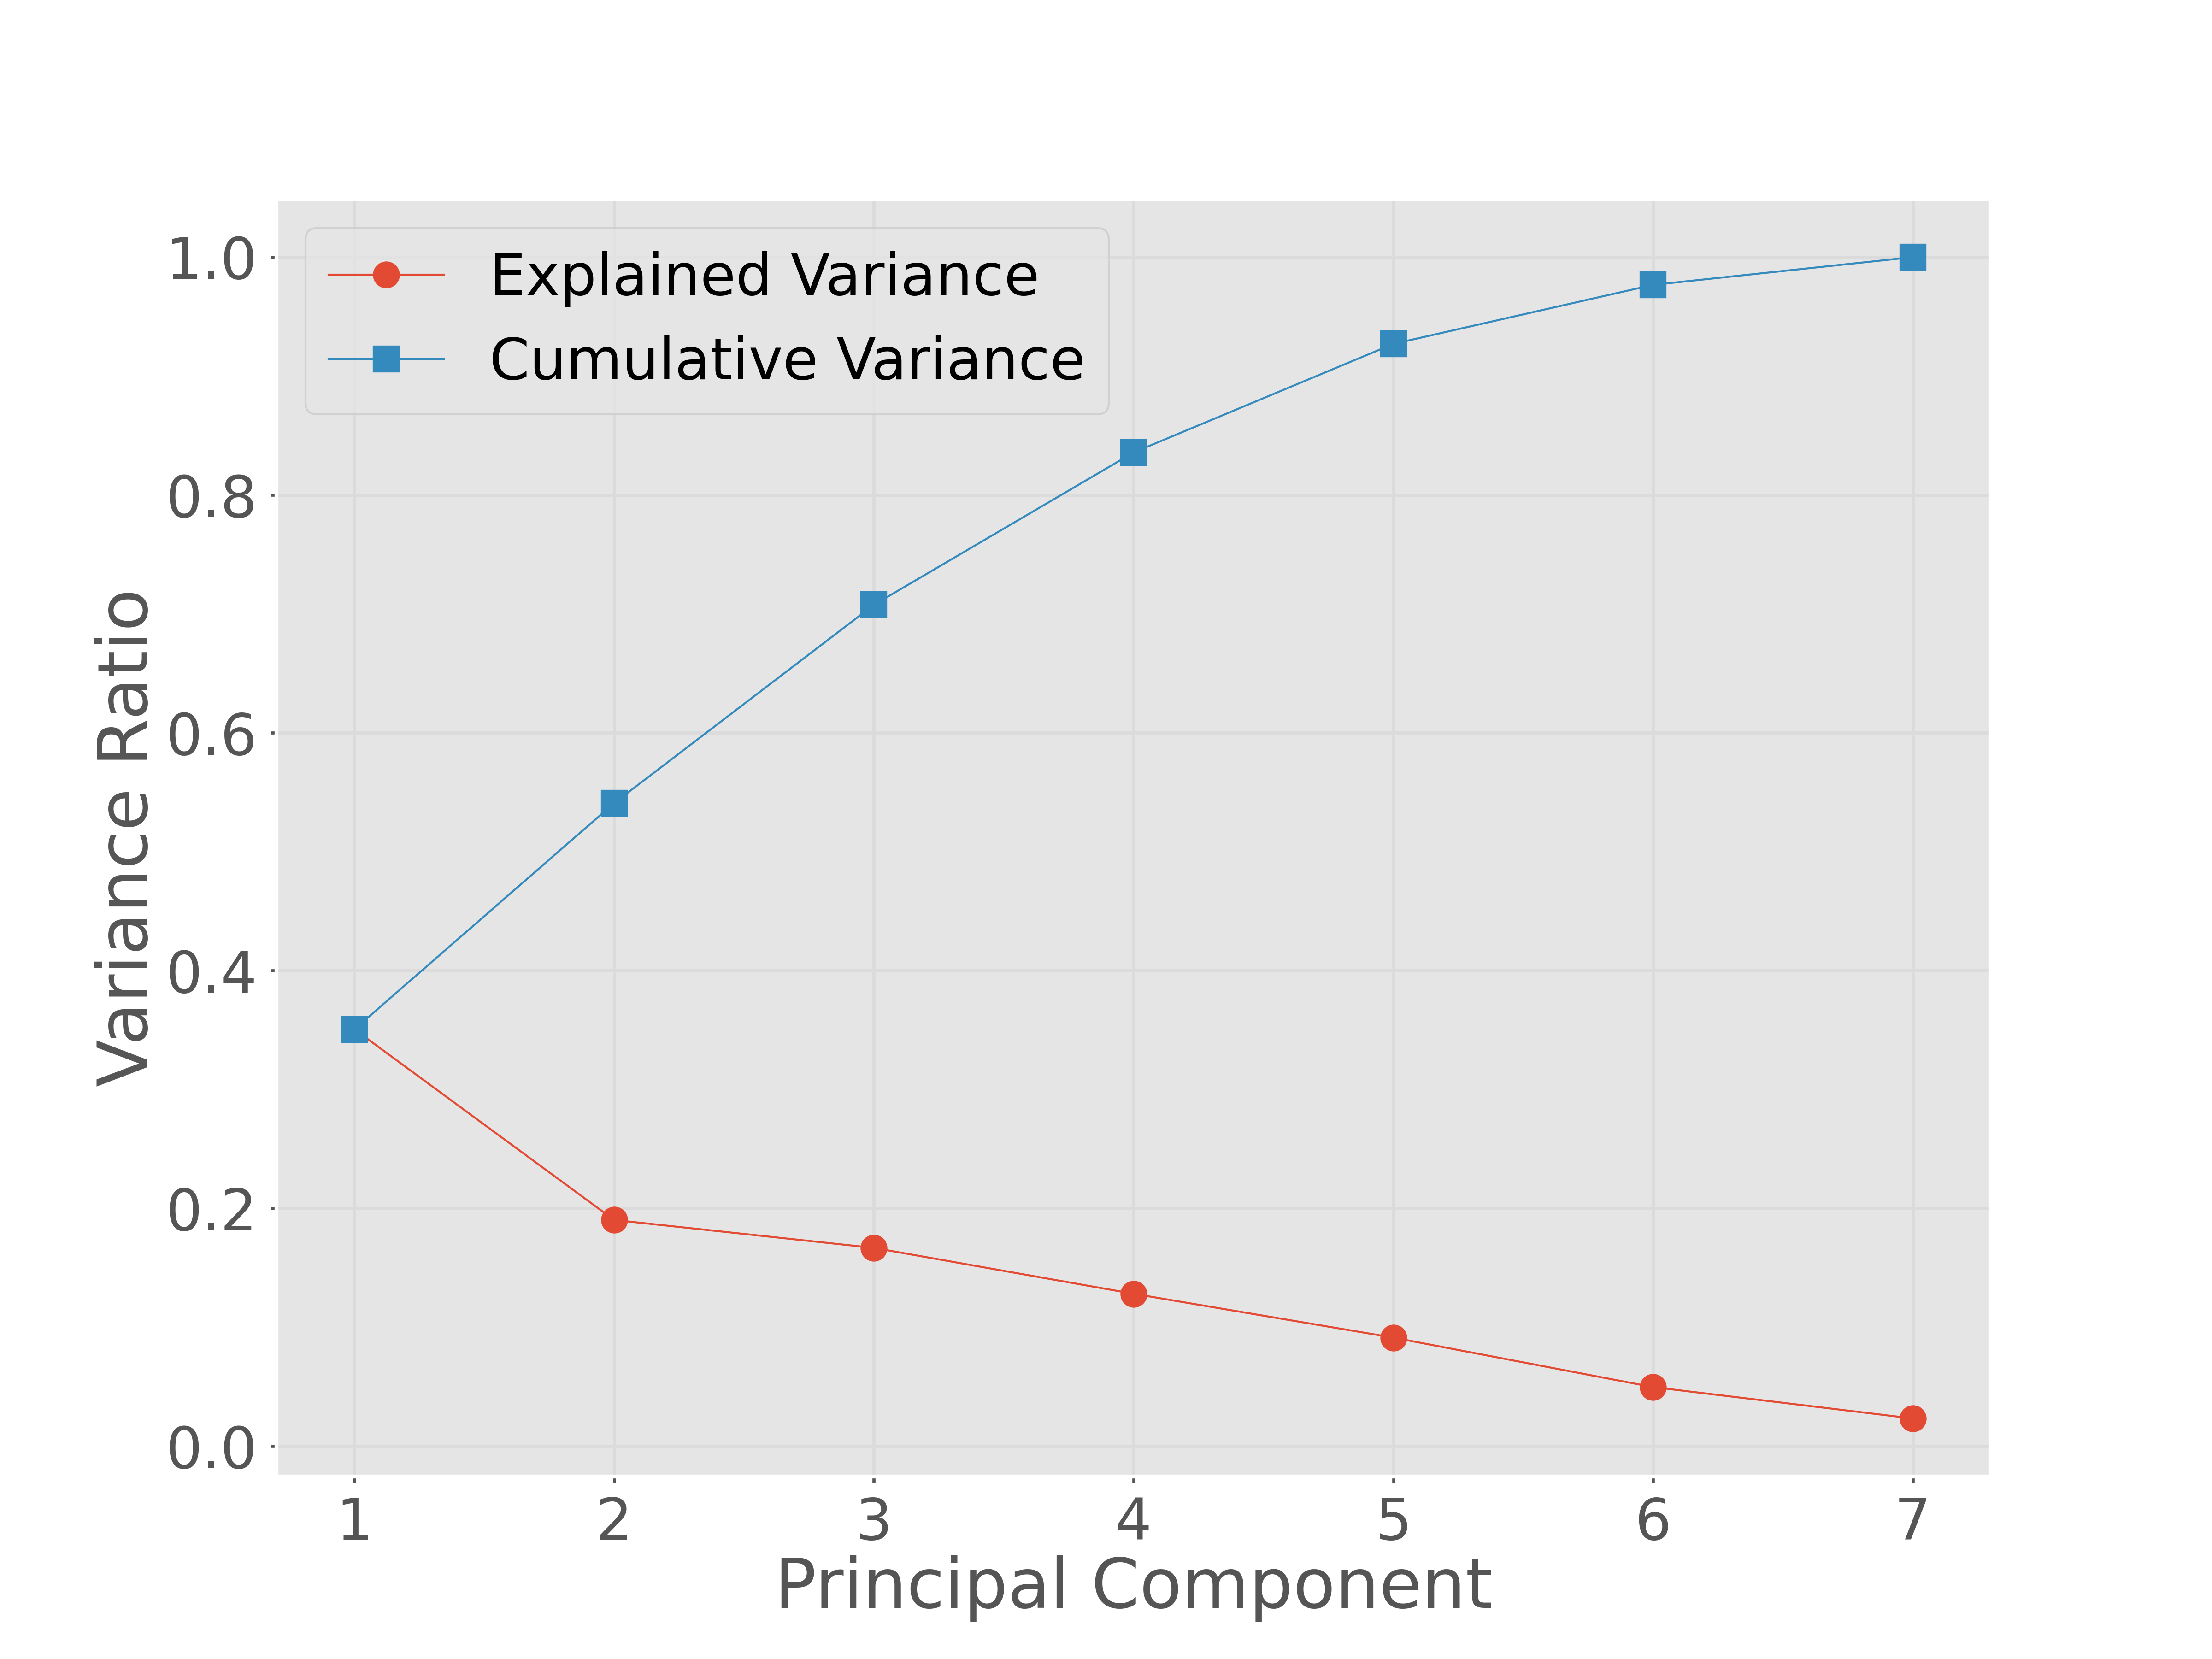 Explained Variance
Cumulative Variance
Variance Ratio
1.0
0.8
0.6
0.4
0.2
0.0
1 2 3 4 5 6 7
Principal Component